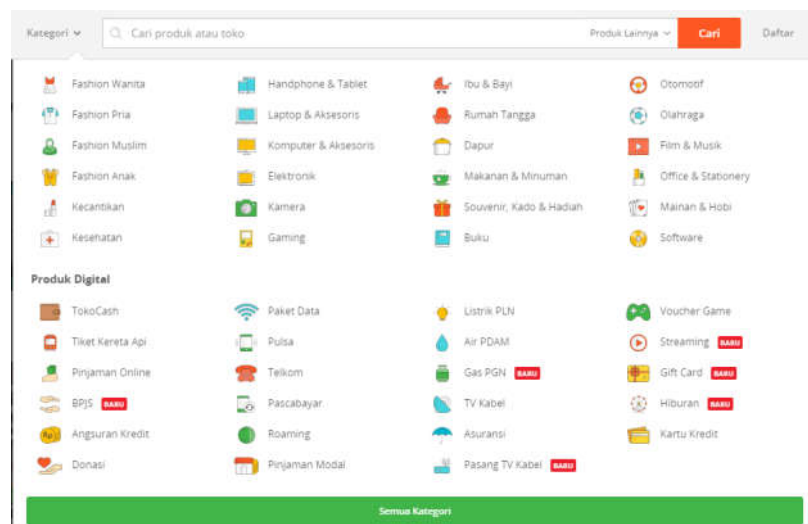 Kategori Cari produk atau toko Produk Lainnya Cari Daftar
Fashion Wanita Handphone & Tablet Ibu & Bayi Otomotif
Fashion Pria Laptop & Aksesoris Rumah Tangga Olahraga
Fashion Muslim Komputer & Aksesoris Dapur Film & Musik
Fashion Anak Elektronik Makanan & Minuman Office & Stationery
Kecantikan Kamera Souvenir, Kado & Hadiah Mainan & Hobi
Kesehatan Gaming Buku Software
Produk Digital
TokoCash Paket Data Listrik PLN Voucher Game
Tiket Kereta Api Pulsa Air PDAM Streaming BARU
Pinjaman Online Telkom Gas PGN BARU Gift Card BARU
BPJS BARU Pascabayar TV Kabel Hiburan BARU
Rp Angsuran Kredit Roaming Asuransi Kartu Kredit
Donasi Pinjaman Modal Pasang TV Kabel BARU
Semua Kategori